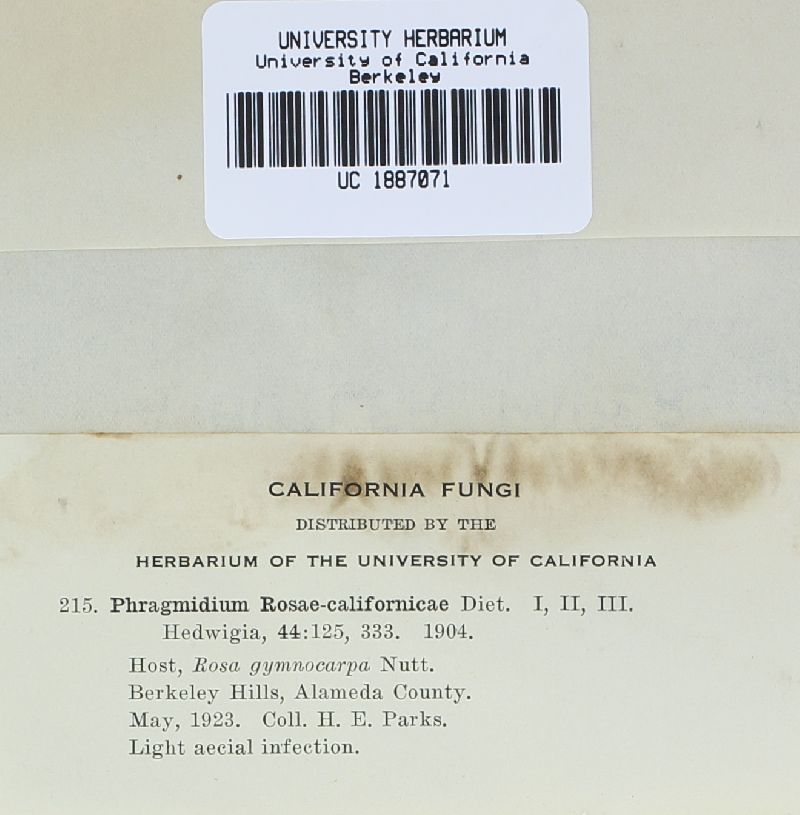 UNIVERSITY HERBARIUM
University of California
Berkeley
UC 1887071
CALIFORNIA FUNGI
DISTRIBUTED BY THE
HERBARIUM OF THE UNIVERSITY OF CALIFORNIA
215. Phragmidium Rosae-californicae Diet. I, II, III.
Hedwigia, 44:125, 333. 1904.
Host, Rosa gymnocarpa Nutt.
Berkeley Hills, Alameda County.
May, 1923. Coll. H. E. Parks.
Light aecial infection.